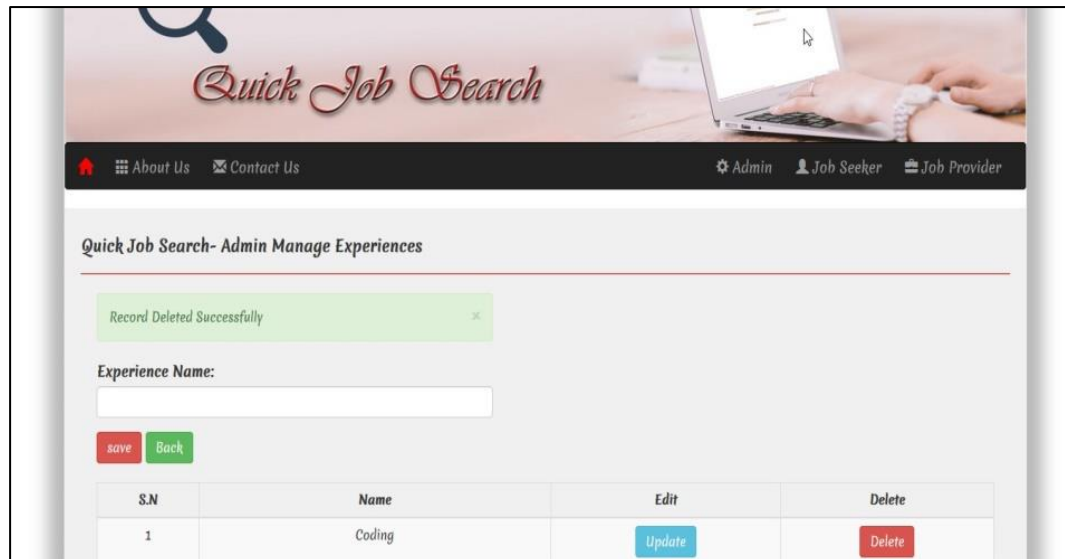 Quick Job Search
About Us Contact Us Admin Job Seeker Job Provider
Quick Job Search- Admin Manage Experiences
Record Deleted Successfully ×
Experience Name:
save Back
S.N Name Edit Delete
1 Coding Update Delete